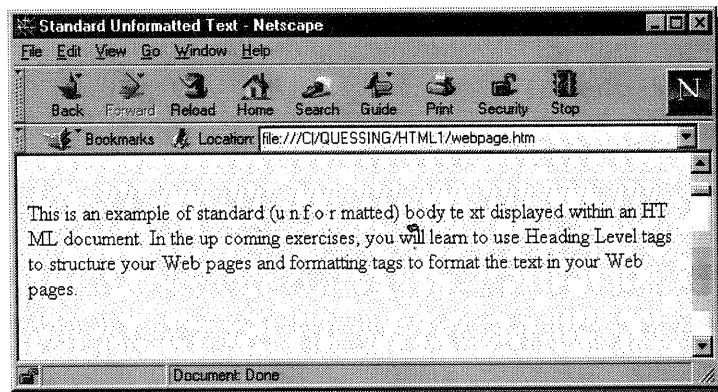 Standard Unformatted Text - Netscape
File Edit View Go Window Help
Back Forward Reload Home Search Guide Print Security Stop
N
Bookmarks Location: file:///C|/QUESSING/HTML1/webpage.htm
This is an example of standard (u n f o r matted) body te xt displayed within an HT
ML document. In the up coming exercises, you will learn to use Heading Level tags
to structure your Web pages and formatting tags to format the text in your Web
pages.
Document: Done